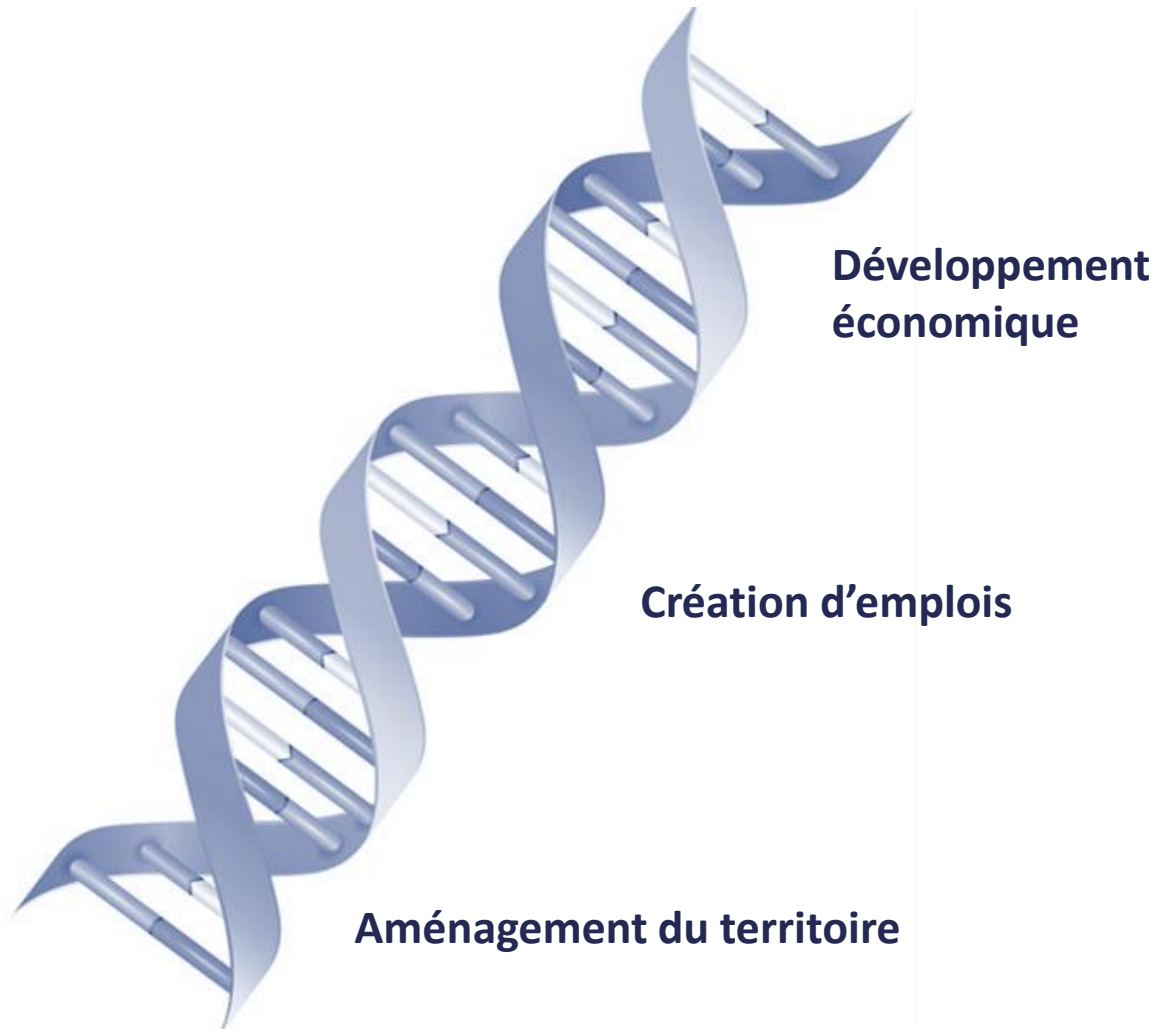 Développement
économique
Création d’emplois
Aménagement du territoire